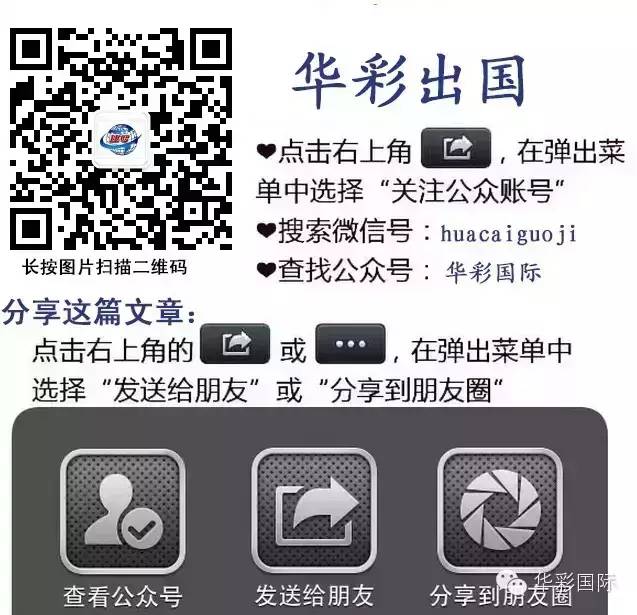 华彩出国
❤点击右上角，在弹出菜
单中选择“关注公众账号”
❤搜索微信号：huacaiguoji
❤查找公众号：华彩国际
长按图片扫描二维码
分享这篇文章：
点击右上角的 或 ，在弹出菜单中
选择“发送给朋友”或“分享到朋友圈”
查看公众号
发送给朋友
分享到朋友圈
华彩国际